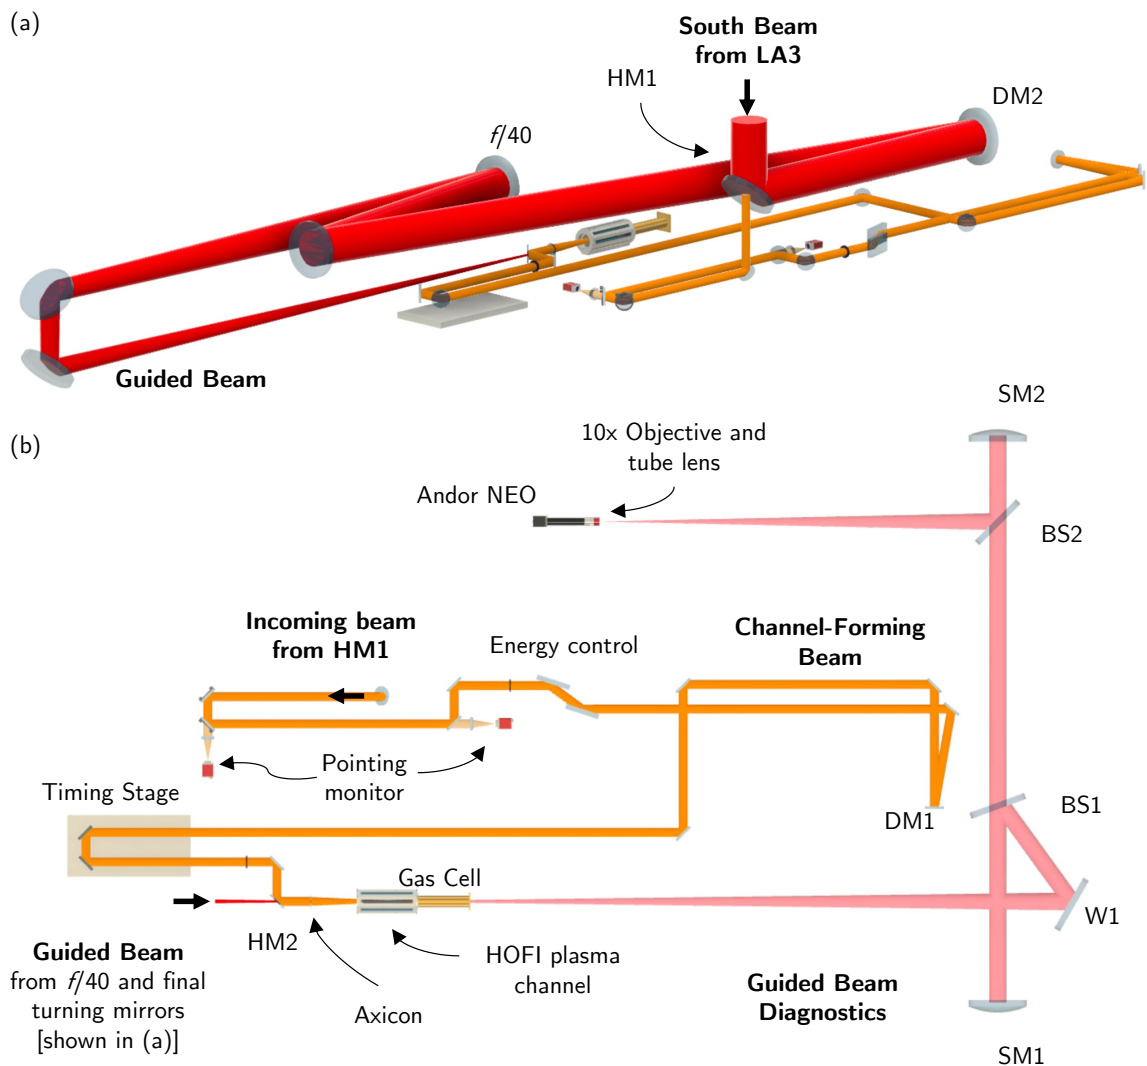 (a)
South Beam
from LA3
HM1
DM2
f/40
Guided Beam
(b)
SM2
10x Objective and
tube lens
Andor NEO
BS2
Incoming beam
from HM1
Energy control
Channel-Forming
Beam
Pointing
monitor
Timing Stage
DM1
BS1
Gas Cell
W1
HM2
Guided Beam
from f/40 and final
turning mirrors
[shown in (a)]
HOFI plasma
channel
Axicon
Guided Beam
Diagnostics
SM1